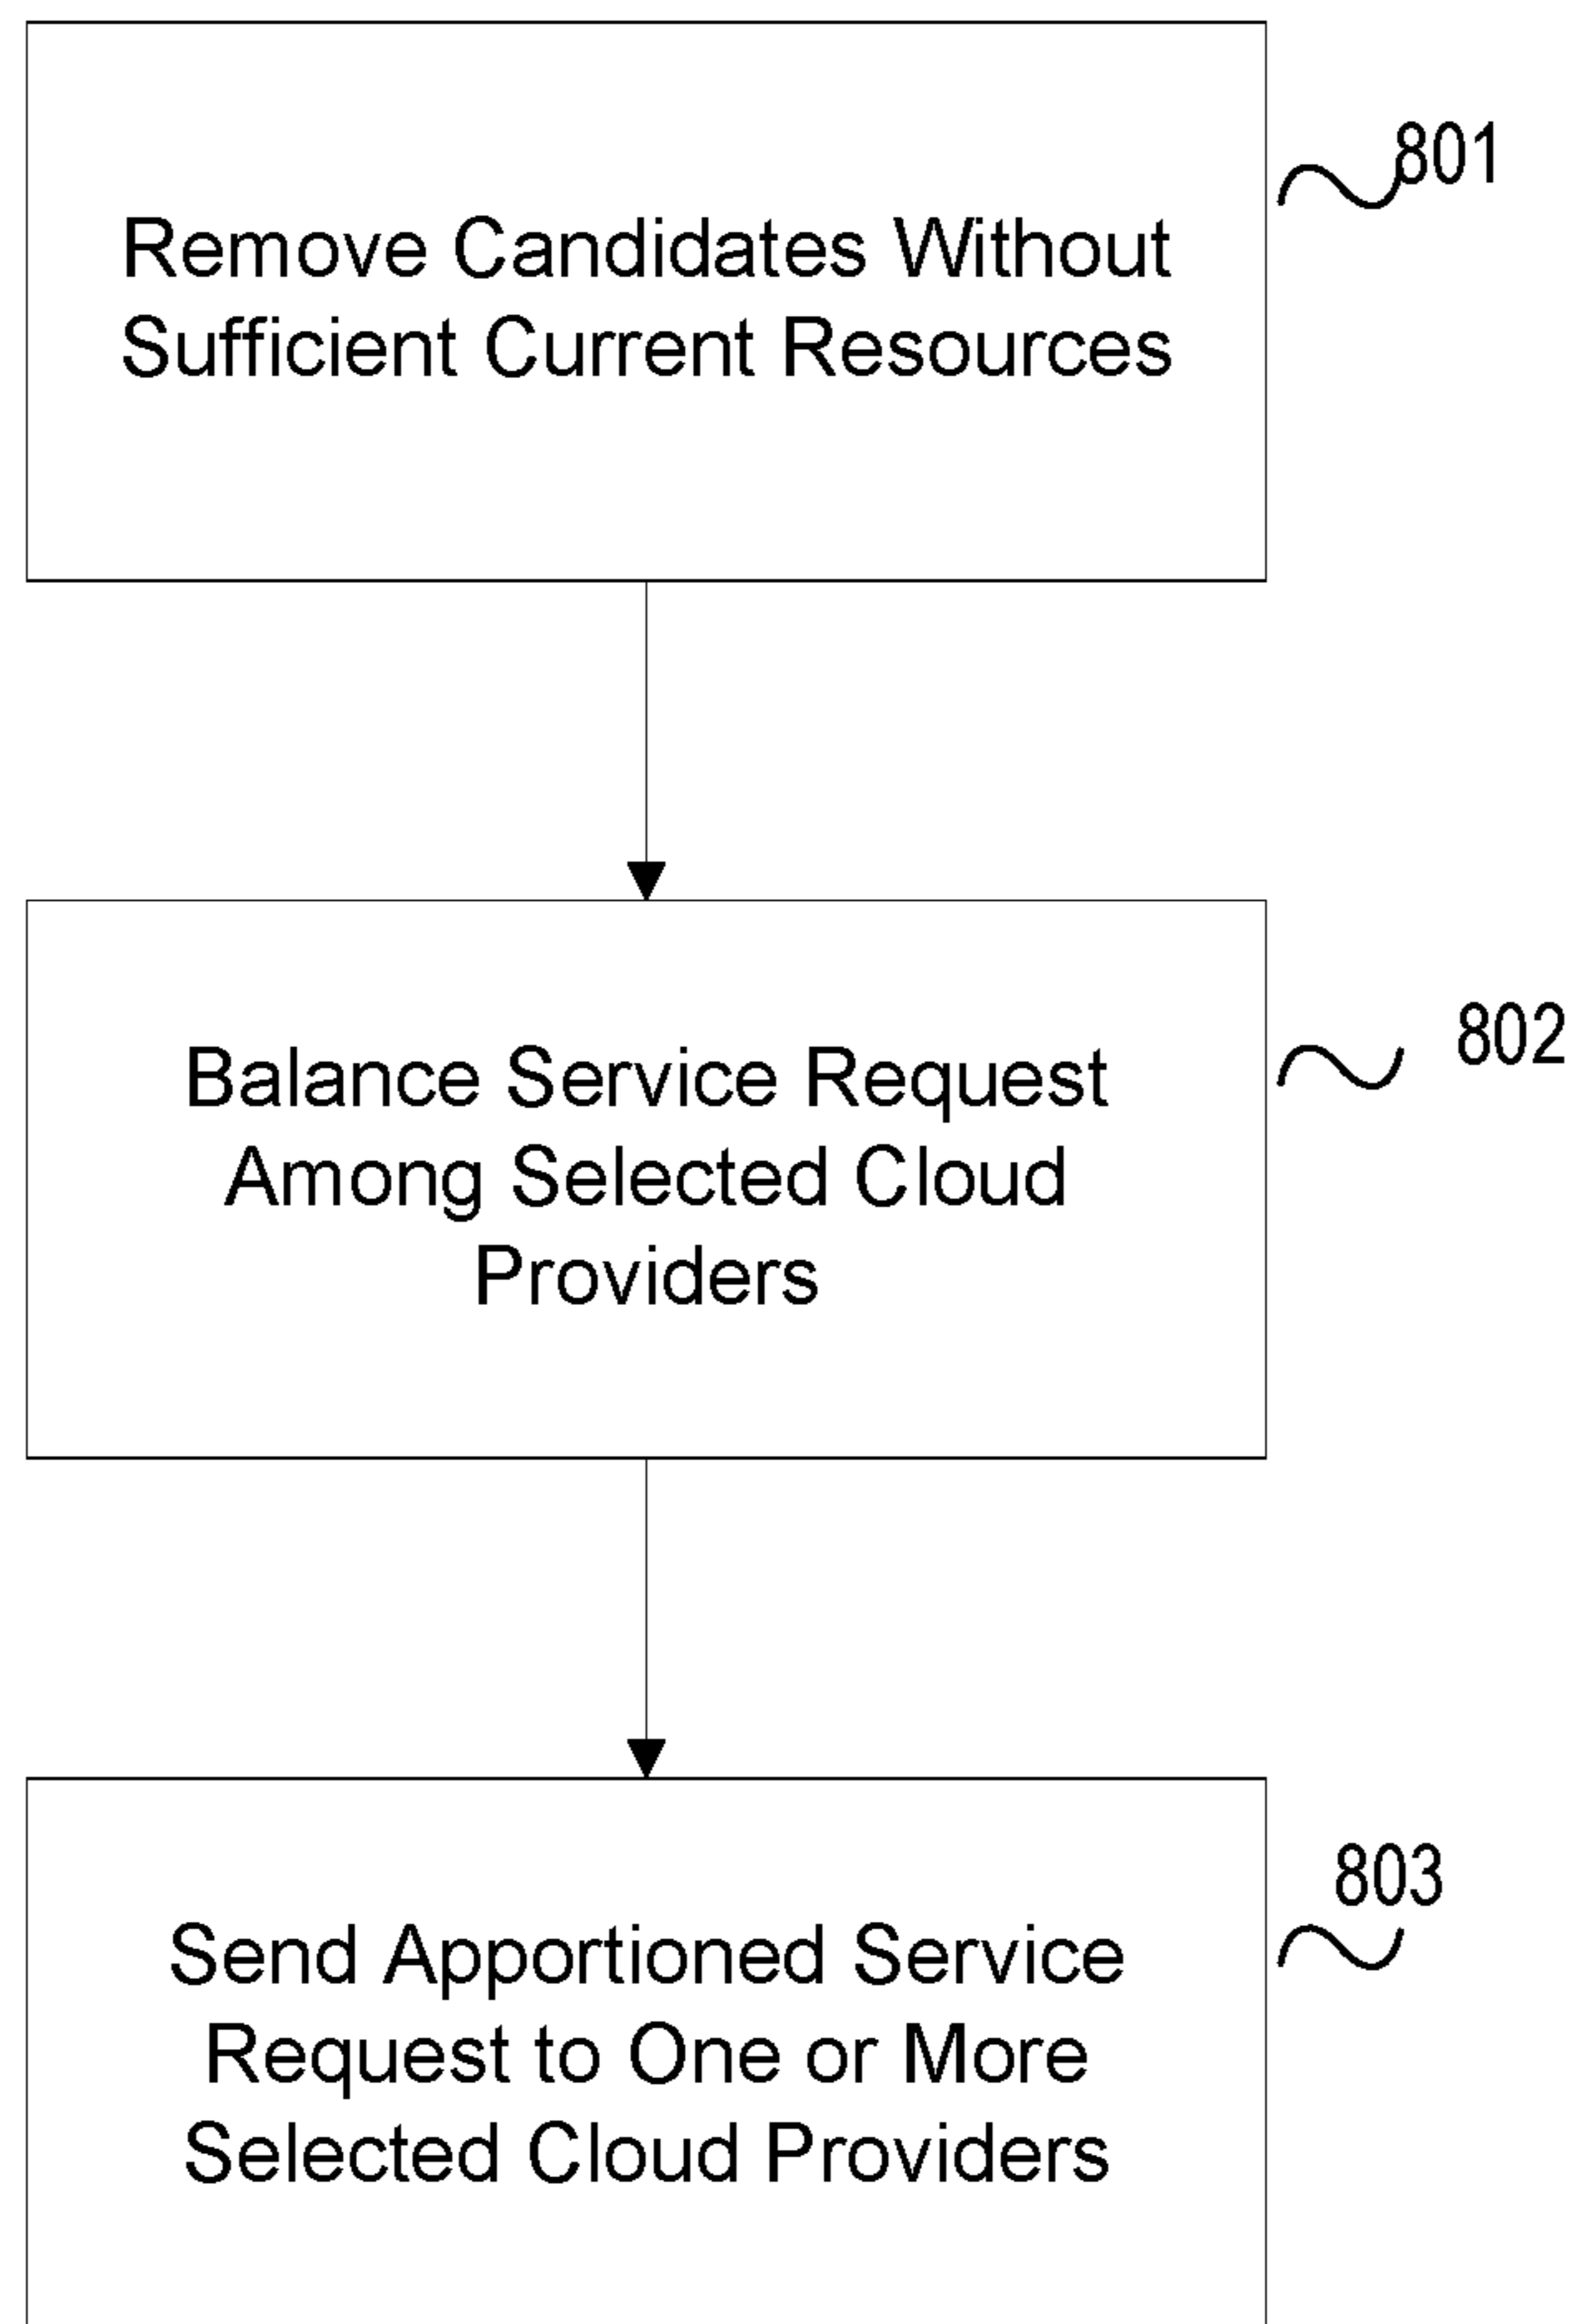 801
Remove Candidates Without
Sufficient Current Resources
802
Balance Service Request
Among Selected Cloud
Providers
803
Send Apportioned Service
Request to One or More
Selected Cloud Providers